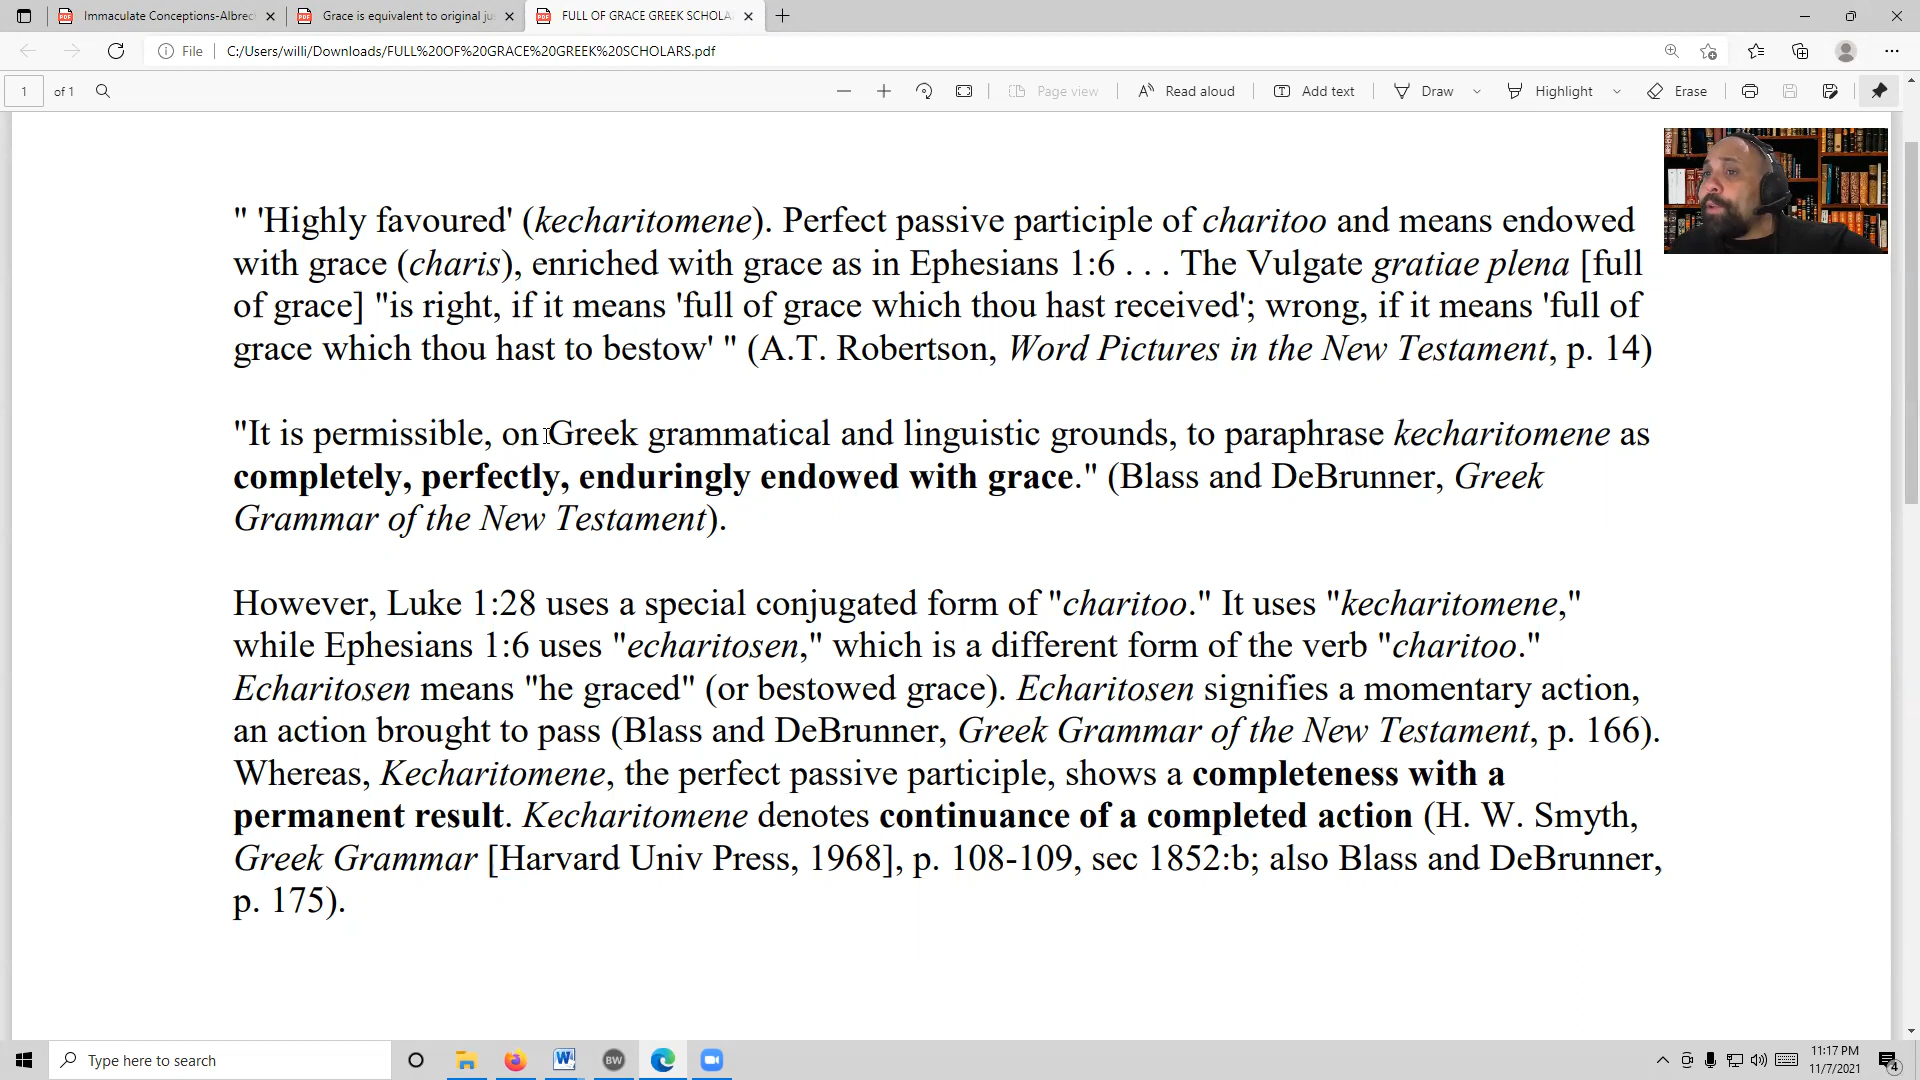 Immaculate Conceptions-Albrec
Grace is equivalent to original ju
FULL OF GRACE GREEK SCHOLA
File
C:/Users/willi/Downloads/FULL%20OF%20GRACE%20GREEK%20SCHOLARS.pdf
1 of 1
Page view
Read aloud
Add text
Draw
Highlight
Erase
" 'Highly favoured' (kecharitomene). Perfect passive participle of charitoo and means endowed
with grace (charis), enriched with grace as in Ephesians 1:6 . . . The Vulgate gratiae plena [full
of grace] "is right, if it means 'full of grace which thou hast received'; wrong, if it means 'full of
grace which thou hast to bestow' " (A.T. Robertson, Word Pictures in the New Testament, p. 14)
"It is permissible, on Greek grammatical and linguistic grounds, to paraphrase kecharitomene as
completely, perfectly, enduringly endowed with grace." (Blass and DeBrunner, Greek
Grammar of the New Testament).
However, Luke 1:28 uses a special conjugated form of "charitoo." It uses "kecharitomene,"
while Ephesians 1:6 uses "echaritosen," which is a different form of the verb "charitoo."
Echaritosen means "he graced" (or bestowed grace). Echaritosen signifies a momentary action,
an action brought to pass (Blass and DeBrunner, Greek Grammar of the New Testament, p. 166).
Whereas, Kecharitomene, the perfect passive participle, shows a completeness with a
permanent result. Kecharitomene denotes continuance of a completed action (H. W. Smyth,
Greek Grammar [Harvard Univ Press, 1968], p. 108-109, sec 1852:b; also Blass and DeBrunner,
p. 175).
Type here to search
BW
11:17 PM
11/7/2021
4